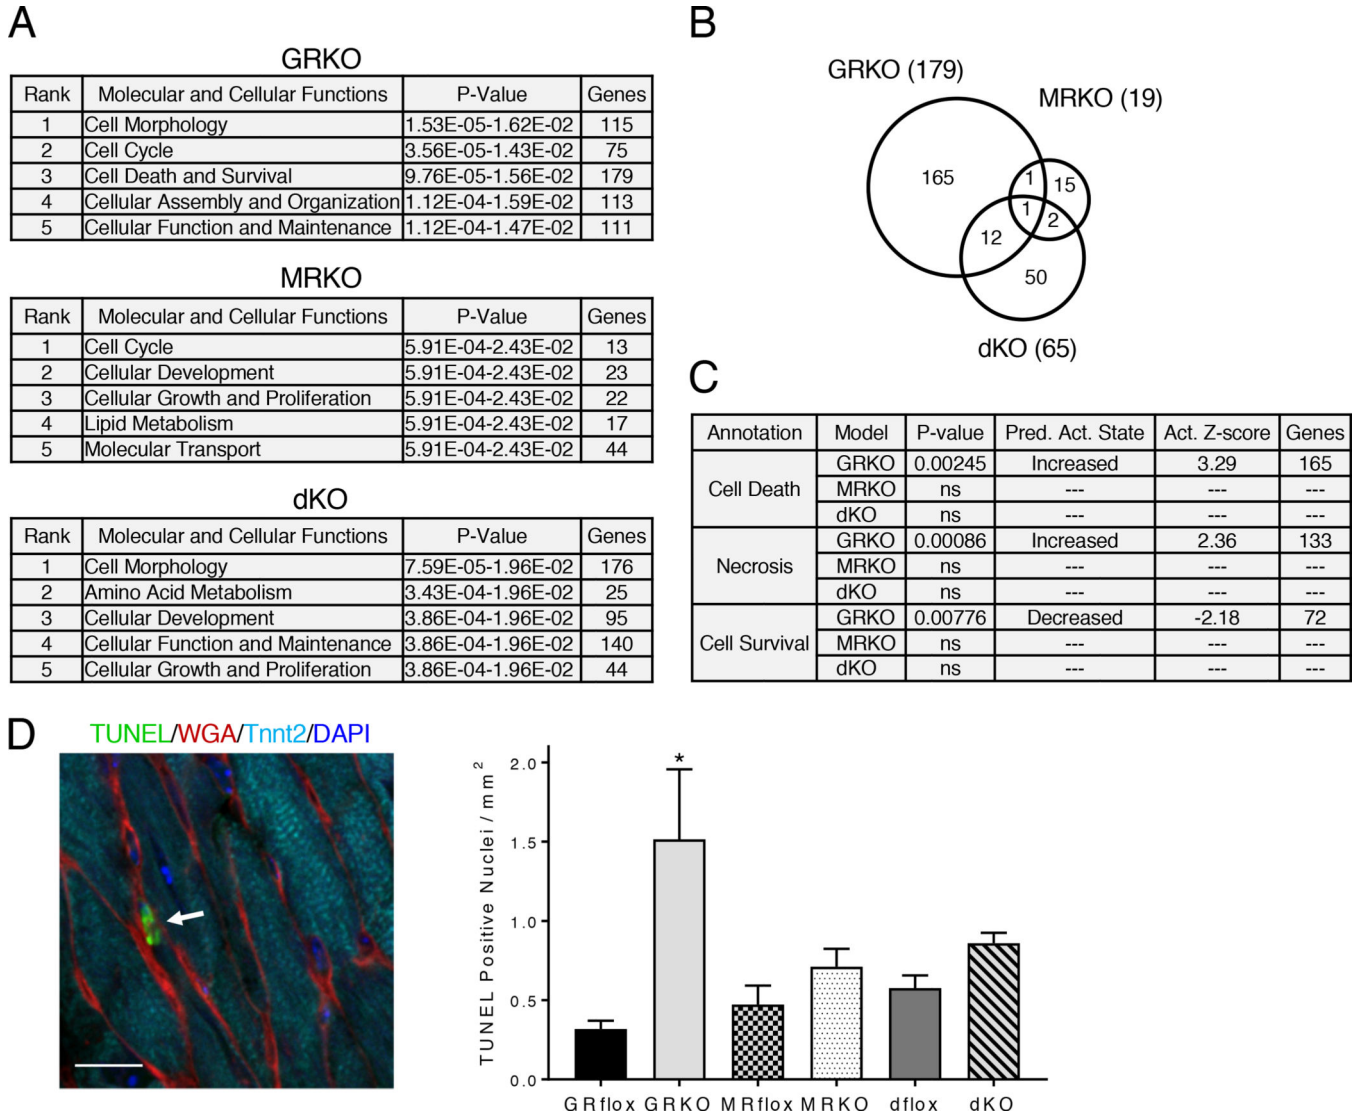 A
GRKO
Rank Molecular and Cellular Functions P-Value Genes
1 Cell Morphology 1.53E-05-1.62E-02 115
2 Cell Cycle 3.56E-05-1.43E-02 75
3 Cell Death and Survival 9.76E-05-1.56E-02 179
4 Cellular Assembly and Organization 1.12E-04-1.59E-02 113
5 Cellular Function and Maintenance 1.12E-04-1.47E-02 111
MRKO
Rank Molecular and Cellular Functions P-Value Genes
1 Cell Cycle 5.91E-04-2.43E-02 13
2 Cellular Development 5.91E-04-2.43E-02 23
3 Cellular Growth and Proliferation 5.91E-04-2.43E-02 22
4 Lipid Metabolism 5.91E-04-2.43E-02 17
5 Molecular Transport 5.91E-04-2.43E-02 44
dKO
Rank Molecular and Cellular Functions P-Value Genes
1 Cell Morphology 7.59E-05-1.96E-02 176
2 Amino Acid Metabolism 3.43E-04-1.96E-02 25
3 Cellular Development 3.86E-04-1.96E-02 95
4 Cellular Function and Maintenance 3.86E-04-1.96E-02 140
5 Cellular Growth and Proliferation 3.86E-04-1.96E-02 44
B
GRKO (179)
MRKO (19)
165 1 15
1 2
12
50
dKO (65)
C
Annotation Model P-value Pred. Act. State Act. Z-score Genes
Cell Death GRKO 0.00245 Increased 3.29 165
MRKO ns --- --- ---
dKO ns --- --- ---
Necrosis GRKO 0.00086 Increased 2.36 133
MRKO ns --- --- ---
dKO ns --- --- ---
Cell Survival GRKO 0.00776 Decreased -2.18 72
MRKO ns --- --- ---
dKO ns --- --- ---
D
TUNEL/WGA/Tnnt2/DAPI
TUNEL Positive Nuclei / mm²
2.0
1.5
1.0
0.5
0.0
*
GRflox GRKO MRflox MRKO dflox dKO